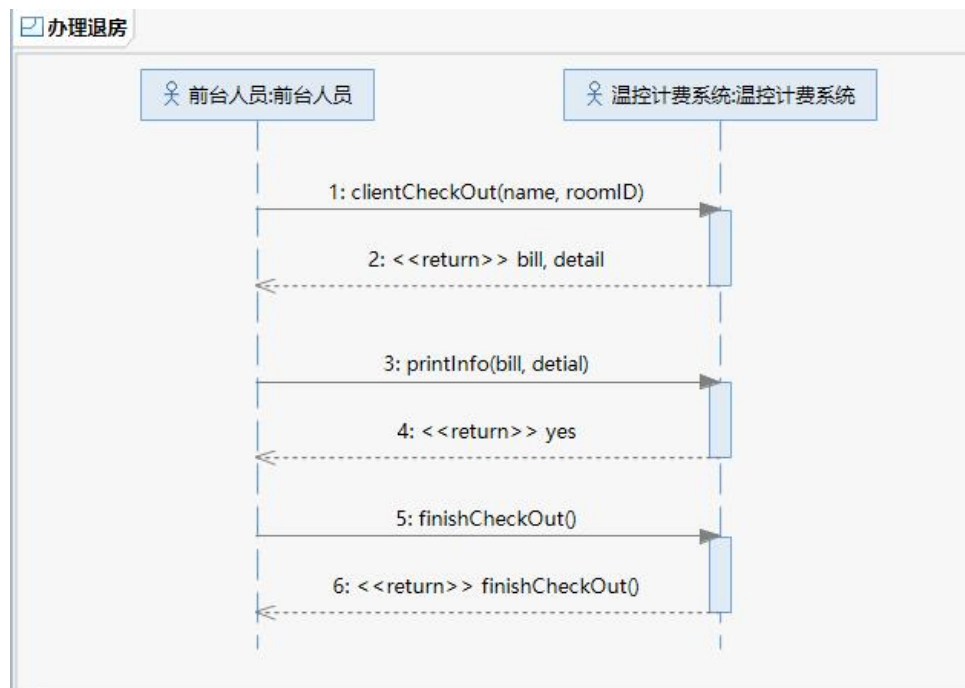 办理退房
前台人员:前台人员
温控计费系统:温控计费系统
1: clientCheckOut(name, roomID)
2: <<return>> bill, detail
3: printInfo(bill, detial)
4: <<return>> yes
5: finishCheckOut()
6: <<return>> finishCheckOut()